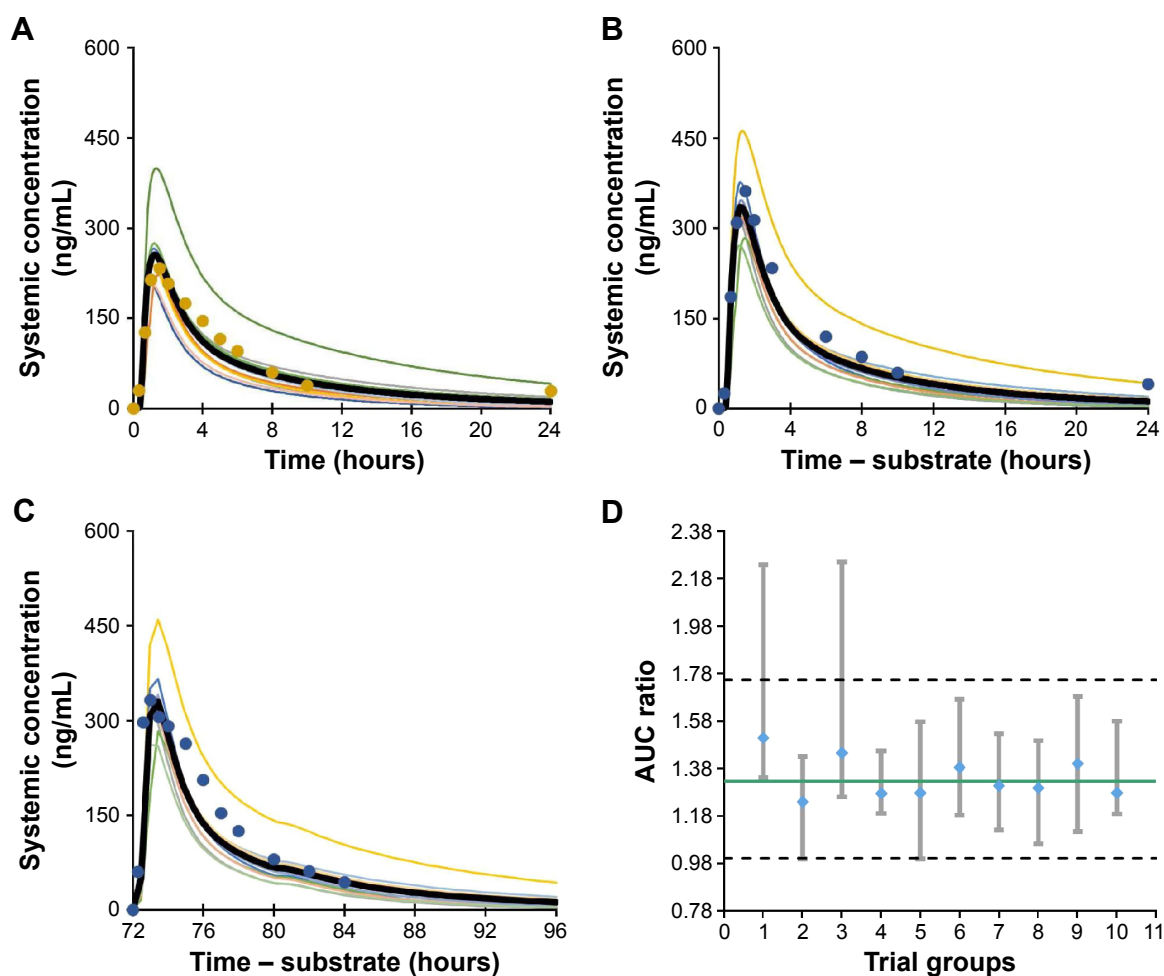 A
Systemic concentration
(ng/mL)
600
450
300
150
0
0 4 8 12 16 20 24
Time (hours)
B
Systemic concentration
(ng/mL)
600
450
300
150
0
0 4 8 12 16 20 24
Time – substrate (hours)
C
Systemic concentration
(ng/mL)
600
450
300
150
0
72 76 80 84 88 92 96
Time – substrate (hours)
D
AUC ratio
2.38
2.18
1.98
1.78
1.58
1.38
1.18
0.98
0.78
0 1 2 3 4 5 6 7 8 9 10 11
Trial groups